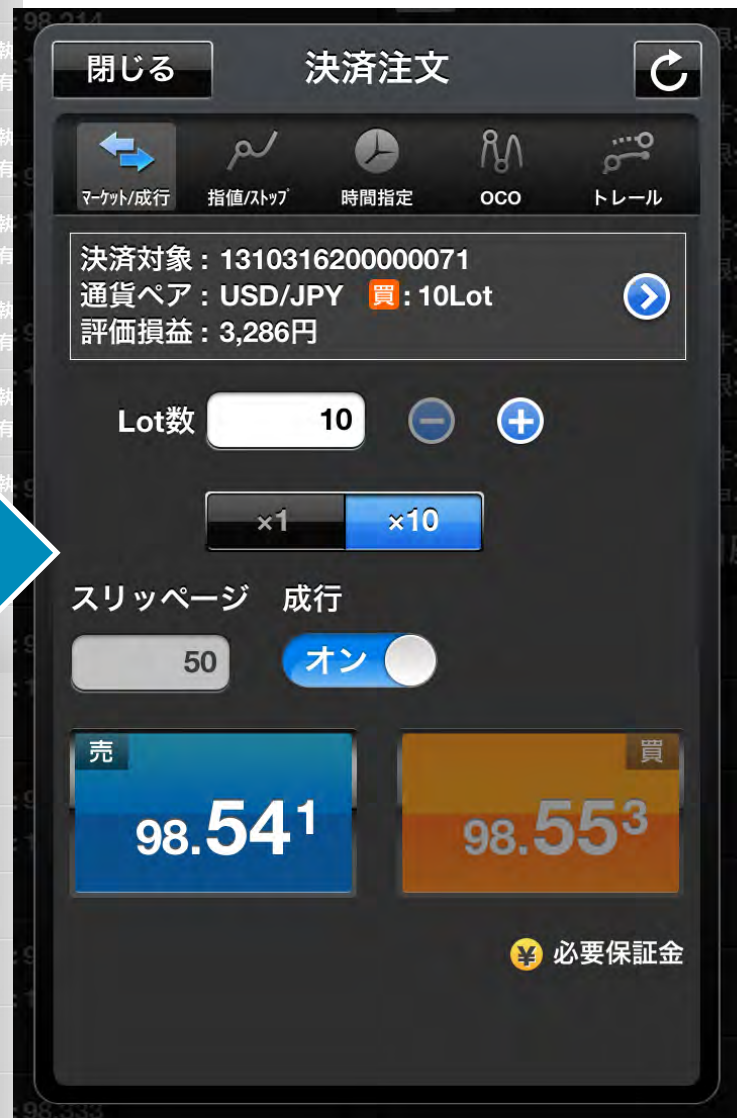 98.214
閉じる
決済注文
マーケット/成行
指値/ストップ
時間指定
OCO
トレール
決済対象 : 1310316200000071
通貨ペア : USD/JPY 買 : 10Lot
評価損益 : 3,286円
Lot数 10
×1 ×10
スリッページ 成行
50 オン
売 買
98.541 98.553
¥ 必要保証金
98.333